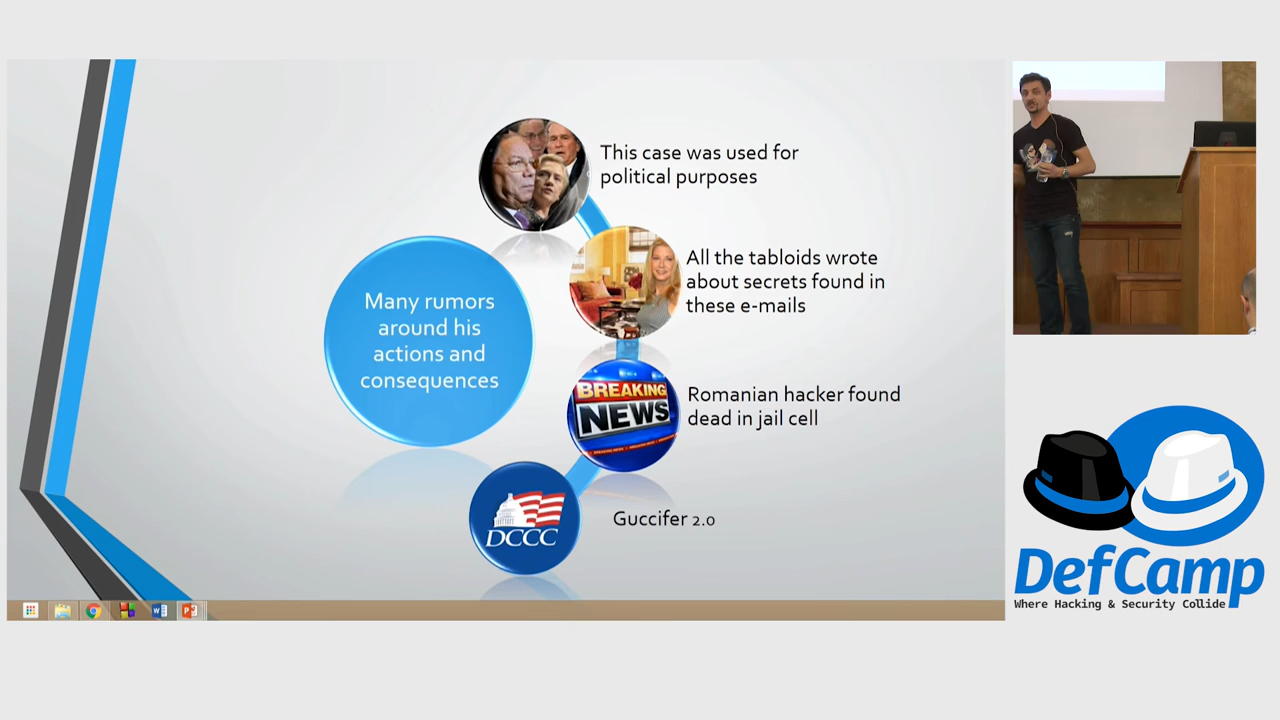 This case was used for
political purposes
All the tabloids wrote
about secrets found in
these e-mails
Many rumors
around his
actions and
consequences
BREAKING
NEWS
Romanian hacker found
dead in jail cell
DCCC
Guccifer 2.0
DefCamp
Where Hacking & Security Collide